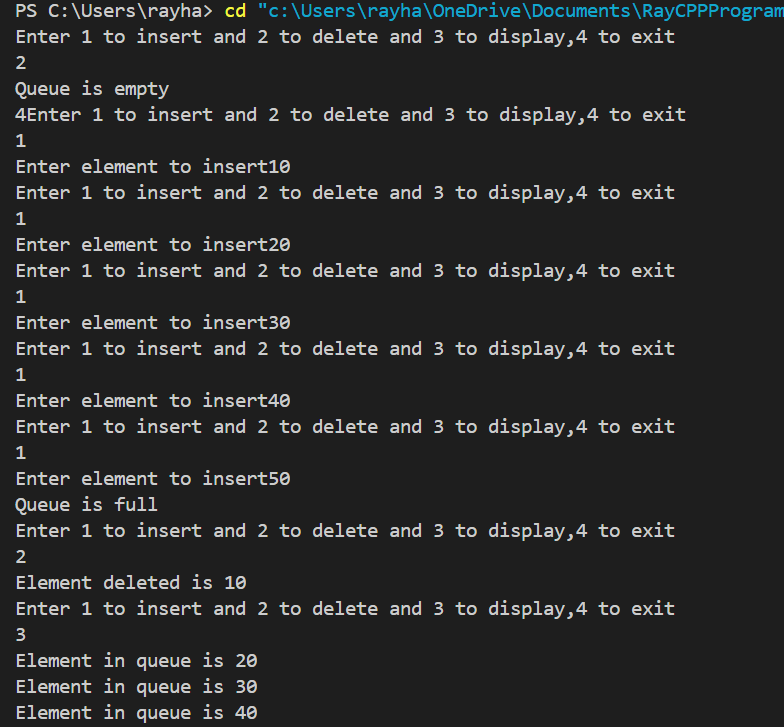 PS C:\Users\rayha> cd "c:\Users\rayha\OneDrive\Documents\RayCPPProgram
Enter 1 to insert and 2 to delete and 3 to display,4 to exit
2
Queue is empty
4Enter 1 to insert and 2 to delete and 3 to display,4 to exit
1
Enter element to insert10
Enter 1 to insert and 2 to delete and 3 to display,4 to exit
1
Enter element to insert20
Enter 1 to insert and 2 to delete and 3 to display,4 to exit
1
Enter element to insert30
Enter 1 to insert and 2 to delete and 3 to display,4 to exit
1
Enter element to insert40
Enter 1 to insert and 2 to delete and 3 to display,4 to exit
1
Enter element to insert50
Queue is full
Enter 1 to insert and 2 to delete and 3 to display,4 to exit
2
Element deleted is 10
Enter 1 to insert and 2 to delete and 3 to display,4 to exit
3
Element in queue is 20
Element in queue is 30
Element in queue is 40